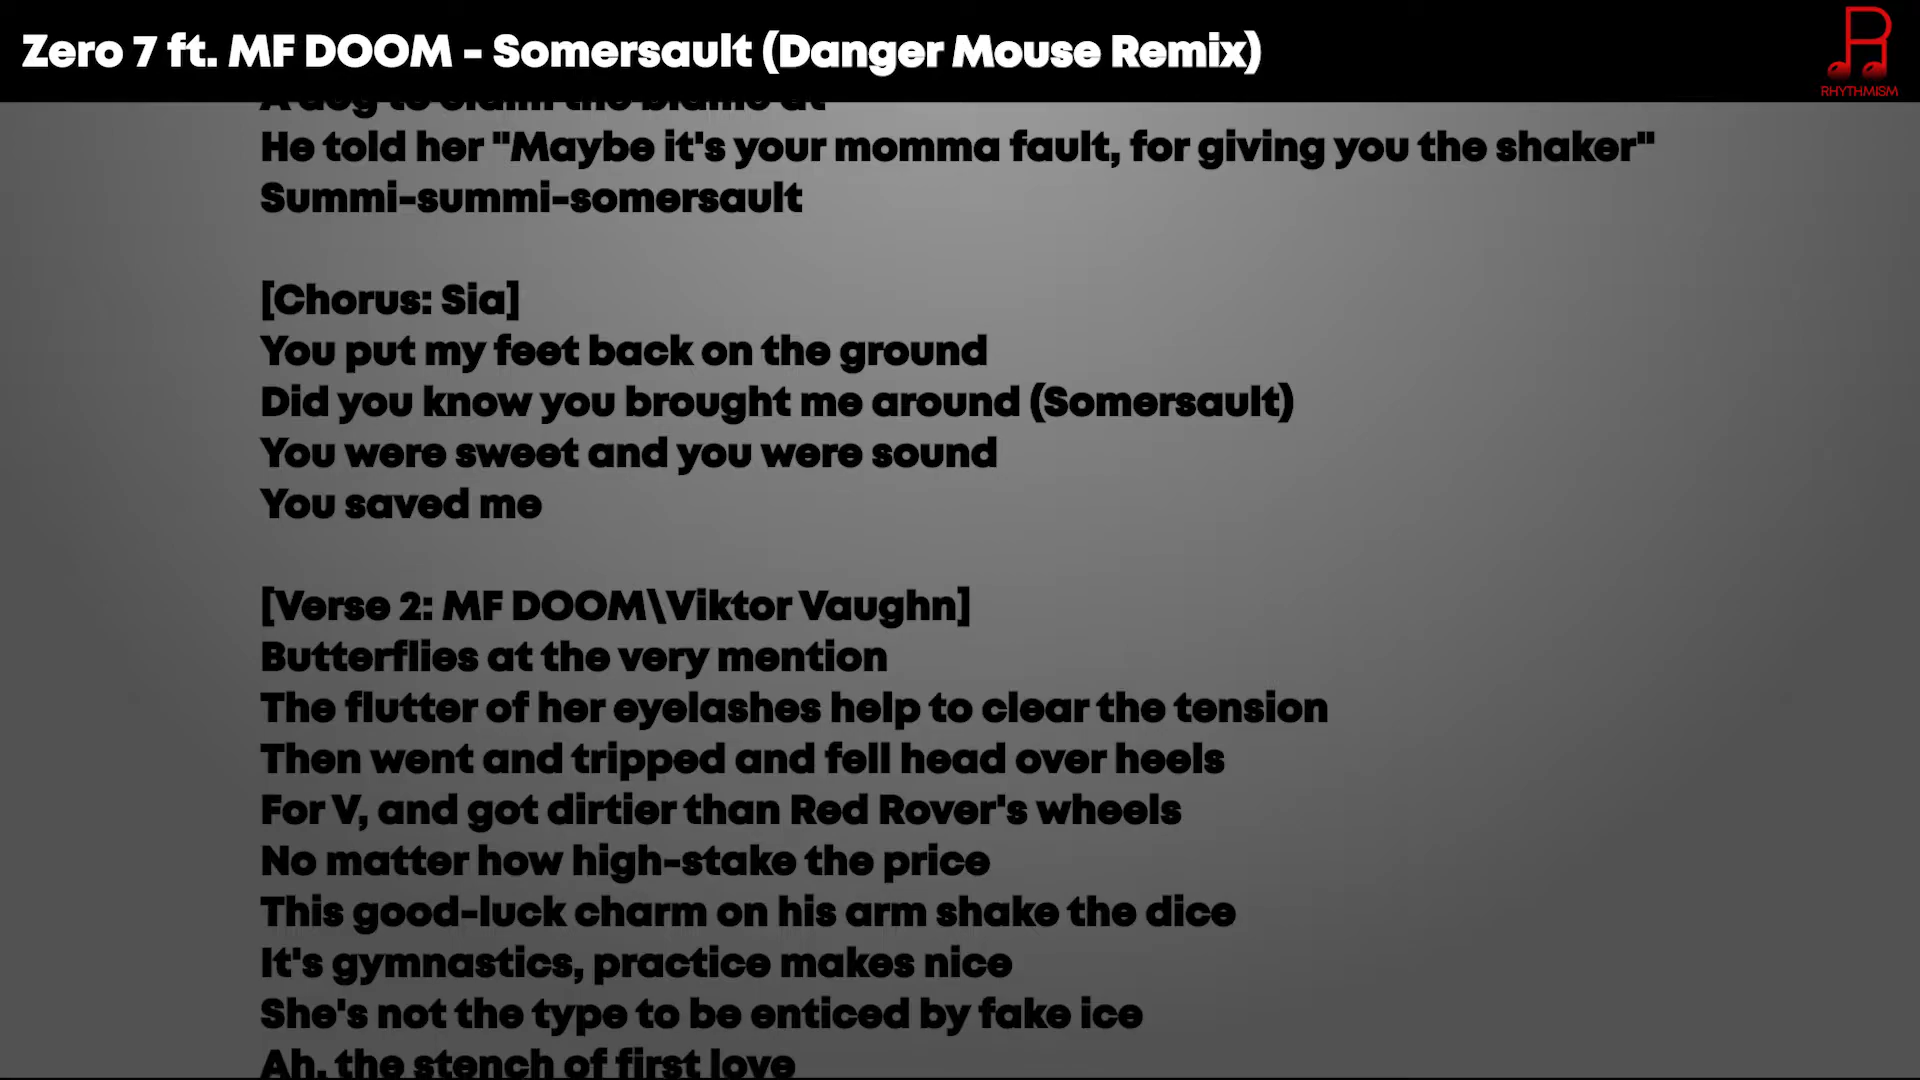 Zero 7 ft. MF DOOM - Somersault (Danger Mouse Remix)
RHYTHMISM
A dog to claim the blame at
He told her "Maybe it's your momma fault, for giving you the shaker"
Summi-summi-somersault
[Chorus: Sia]
You put my feet back on the ground
Did you know you brought me around (Somersault)
You were sweet and you were sound
You saved me
[Verse 2: MF DOOM\Viktor Vaughn]
Butterflies at the very mention
The flutter of her eyelashes help to clear the tension
Then went and tripped and fell head over heels
For V, and got dirtier than Red Rover's wheels
No matter how high-stake the price
This good-luck charm on his arm shake the dice
It's gymnastics, practice makes nice
She's not the type to be enticed by fake ice
Ah, the stench of first love